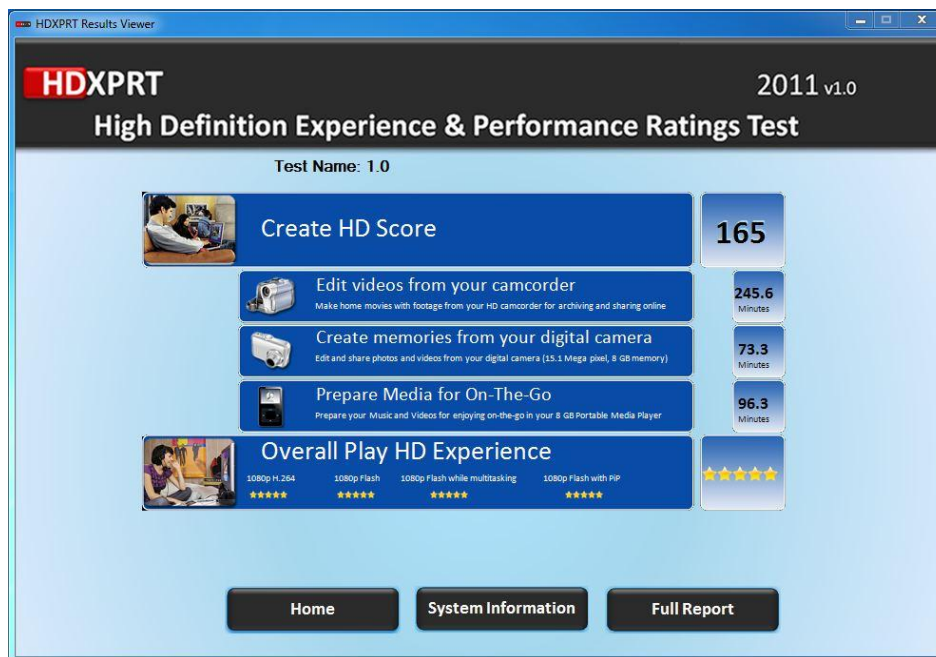 HDXPRT Results Viewer
HDXPRT
2011 v1.0
High Definition Experience & Performance Ratings Test
Test Name: 1.0
Create HD Score
165
Edit videos from your camcorder
Make home movies with footage from your HD camcorder for archiving and sharing online
245.6
Minutes
Create memories from your digital camera
Edit and share photos and videos from your digital camera (15.1 Mega pixel, 8 GB memory)
73.3
Minutes
Prepare Media for On-The-Go
Prepare your Music and Videos for enjoying on-the-go in your 8 GB Portable Media Player
96.3
Minutes
Overall Play HD Experience
1080p H.264 1080p Flash 1080p Flash while multitasking 1080p Flash with PiP
Home System Information Full Report